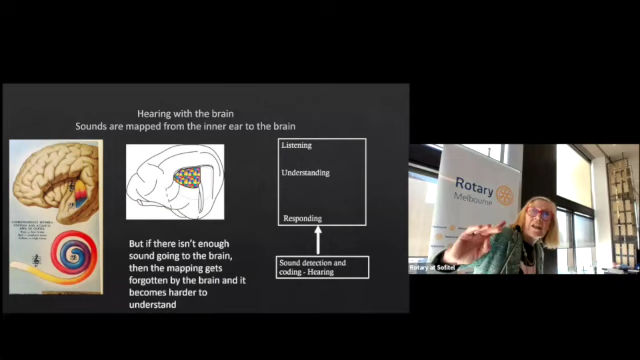 Hearing with the brain
Sounds are mapped from the inner ear to the brain
Listening
Understanding
Responding
Sound detection and
coding - Hearing
But if there isn't enough
sound going to the brain,
then the mapping gets
forgotten by the brain and it
becomes harder to
understand
Rotary
Melbourne
Rotary at Sofitel